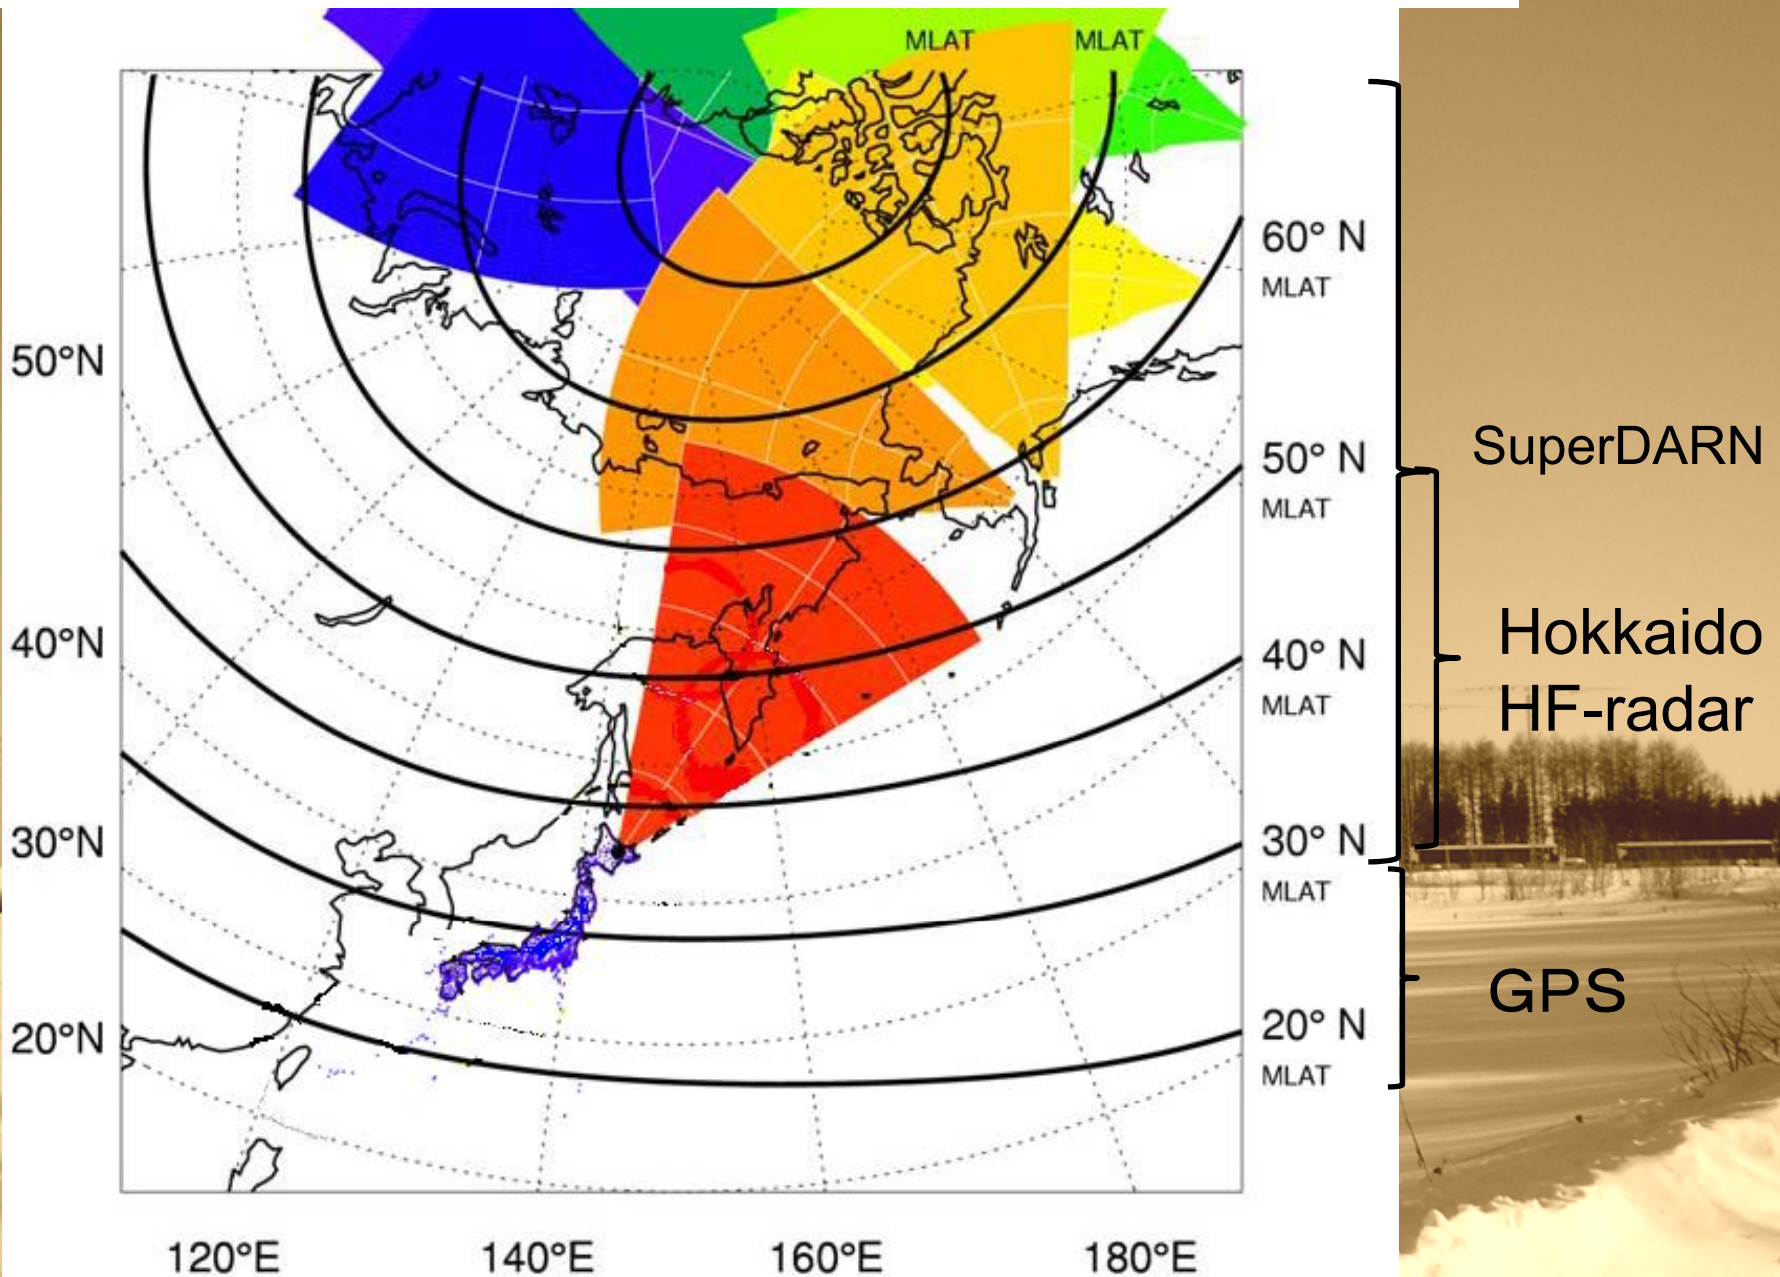 MLAT MLAT
50°N
40°N
30°N
20°N
60° N
MLAT
50° N
MLAT
40° N
MLAT
30° N
MLAT
20° N
MLAT
120°E 140°E 160°E 180°E
SuperDARN
Hokkaido
HF-radar
GPS